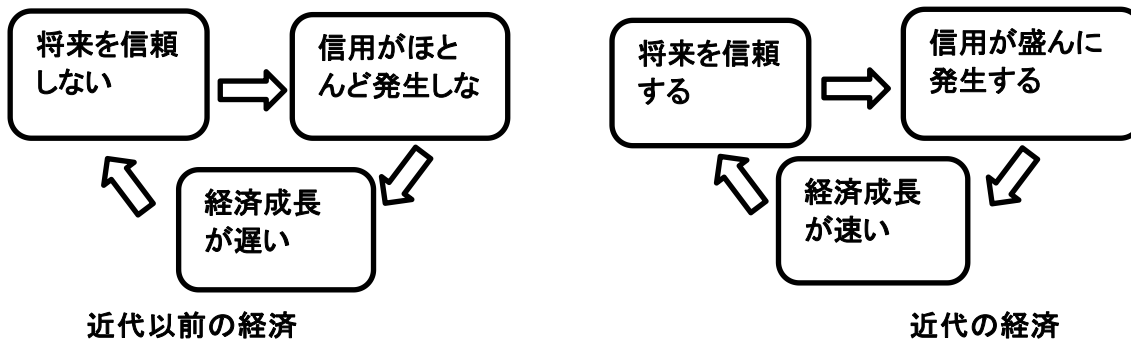 将来を信頼
しない
信用がほと
んど発生しな
経済成長
が遅い
近代以前の経済
将来を信頼
する
信用が盛んに
発生する
経済成長
が速い
近代の経済